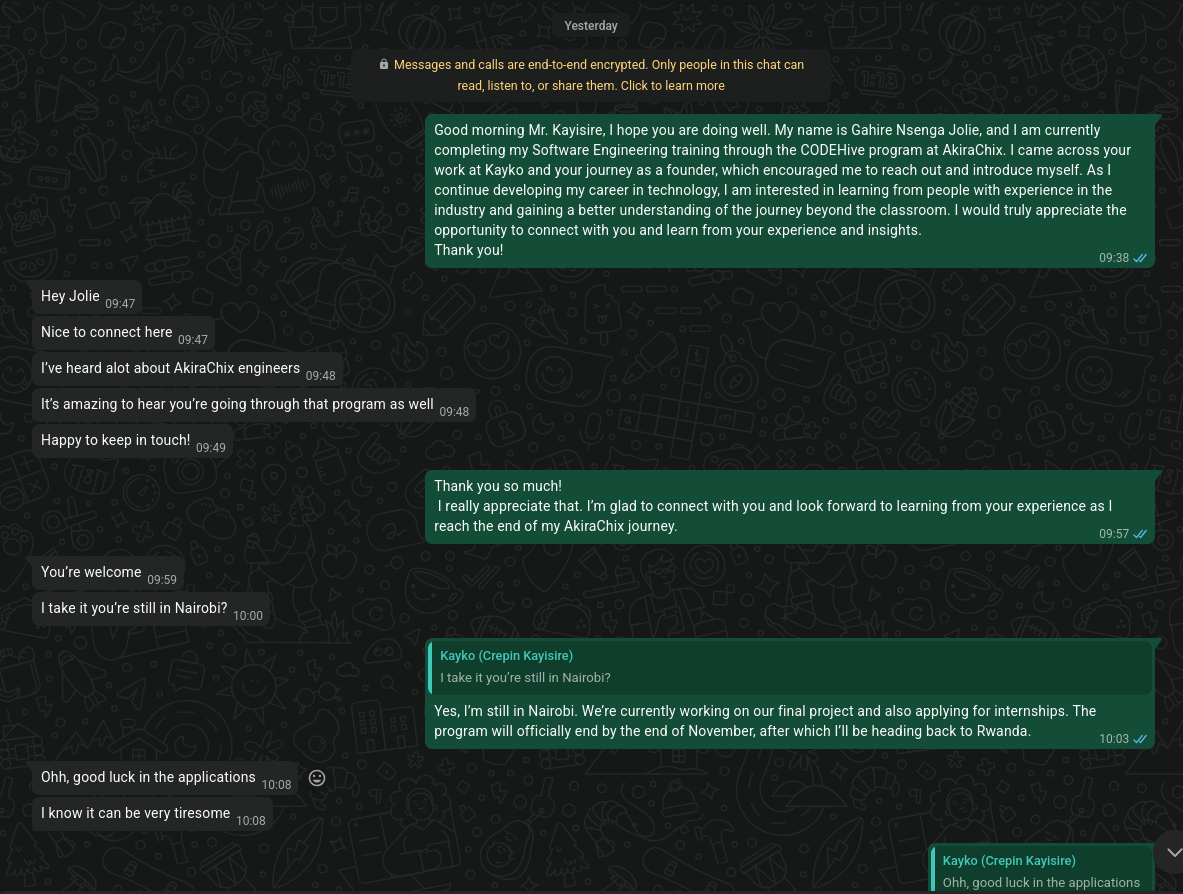 Yesterday
Messages and calls are end-to-end encrypted. Only people in this chat can
read, listen to, or share them. Click to learn more
Good morning Mr. Kayisire, I hope you are doing well. My name is Gahire Nsenga Jolie, and I am currently
completing my Software Engineering training through the CODEHive program at AkiraChix. I came across your
work at Kayko and your journey as a founder, which encouraged me to reach out and introduce myself. As I
continue developing my career in technology, I am interested in learning from people with experience in the
industry and gaining a better understanding of the journey beyond the classroom. I would truly appreciate the
opportunity to connect with you and learn from your experience and insights.
Thank you!
09:38
Hey Jolie 09:47
Nice to connect here 09:47
I’ve heard alot about AkiraChix engineers 09:48
It’s amazing to hear you’re going through that program as well 09:48
Happy to keep in touch! 09:49
Thank you so much!
I really appreciate that. I’m glad to connect with you and look forward to learning from your experience as I
reach the end of my AkiraChix journey.
09:57
You’re welcome 09:59
I take it you’re still in Nairobi? 10:00
Kayko (Crepin Kayisire)
I take it you’re still in Nairobi?
Yes, I’m still in Nairobi. We’re currently working on our final project and also applying for internships. The
program will officially end by the end of November, after which I’ll be heading back to Rwanda.
10:03
Ohh, good luck in the applications 10:08
I know it can be very tiresome 10:08
Kayko (Crepin Kayisire)
Ohh, good luck in the applications